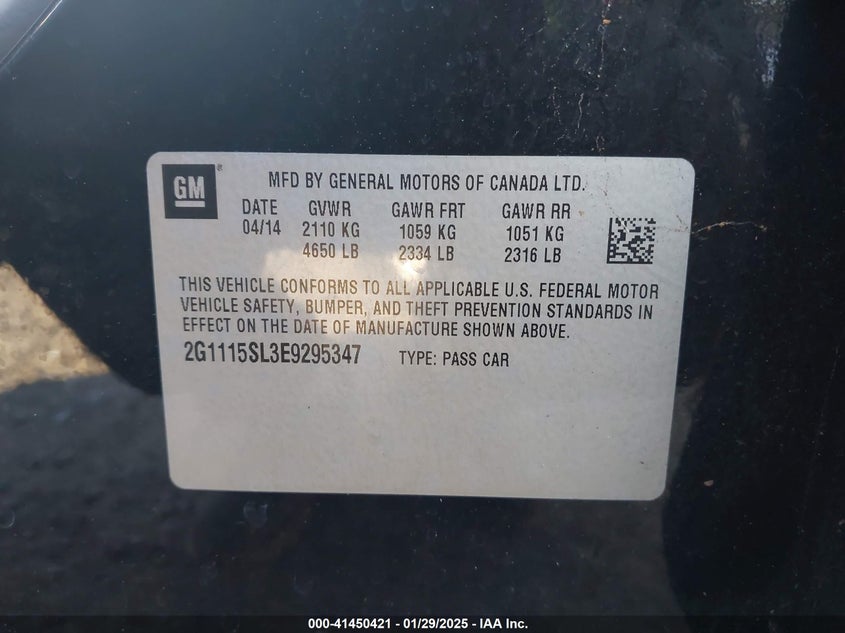 GM
MFD BY GENERAL MOTORS OF CANADA LTD.
DATE GVWR GAWR FRT GAWR RR
04/14 2110 KG 1059 KG 1051 KG
4650 LB 2334 LB 2316 LB
THIS VEHICLE CONFORMS TO ALL APPLICABLE U.S. FEDERAL MOTOR
VEHICLE SAFETY, BUMPER, AND THEFT PREVENTION STANDARDS IN
EFFECT ON THE DATE OF MANUFACTURE SHOWN ABOVE.
2G1115SL3E9295347 TYPE: PASS CAR
000-41450421 - 01/29/2025 - IAA Inc.